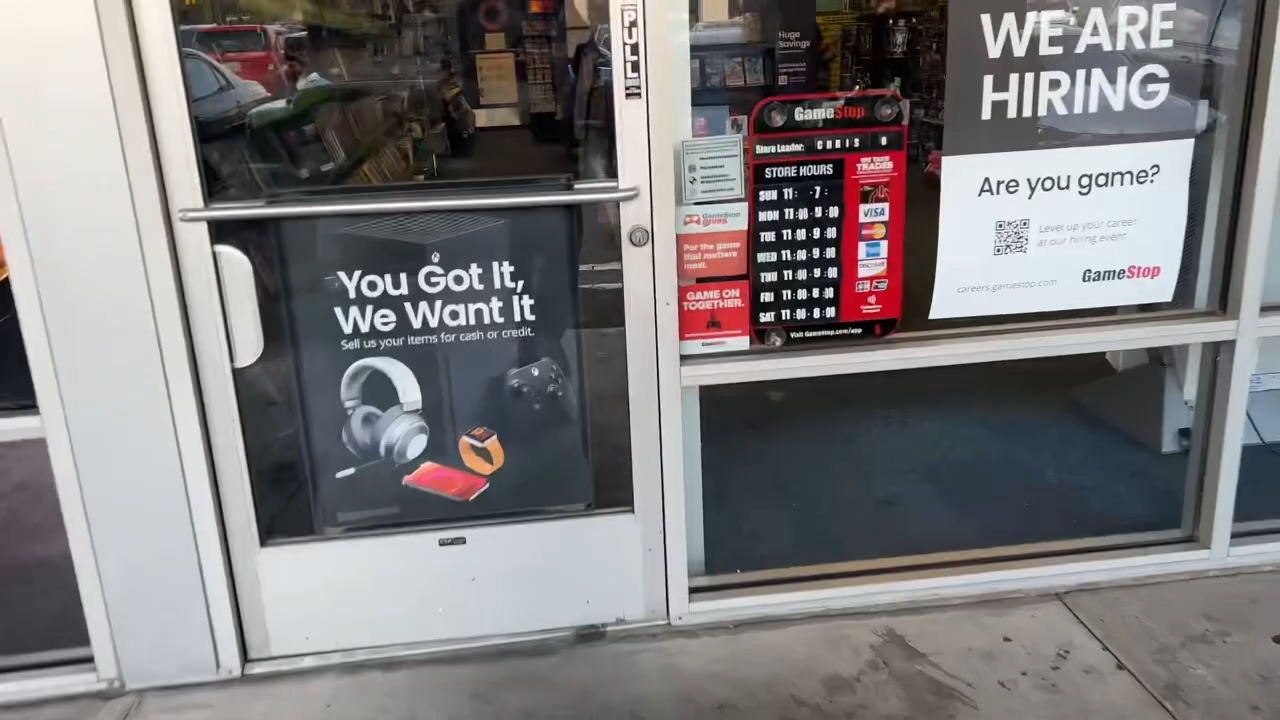 PULL
You Got It,
We Want It
Sell us your items for cash or credit.
Huge
Savings
GameStop
Store Leader: CHRIS
STORE HOURS
SUN 11: - 7:
MON 11:00-9:00
TUE 11:00-9:00
WED 11:00-9:00
THU 11:00-9:00
FRI 11:00-8:00
SAT 11:00-8:00
WE TAKE
TRADES
VISA
DISCOVER
Visit Gamestop.com/app
GameStop
gives
For the game
that matters
most.
GAME ON
TOGETHER.
WE ARE
HIRING
Are you game?
Level up your career
at our hiring event
careers.gamestop.com
GameStop